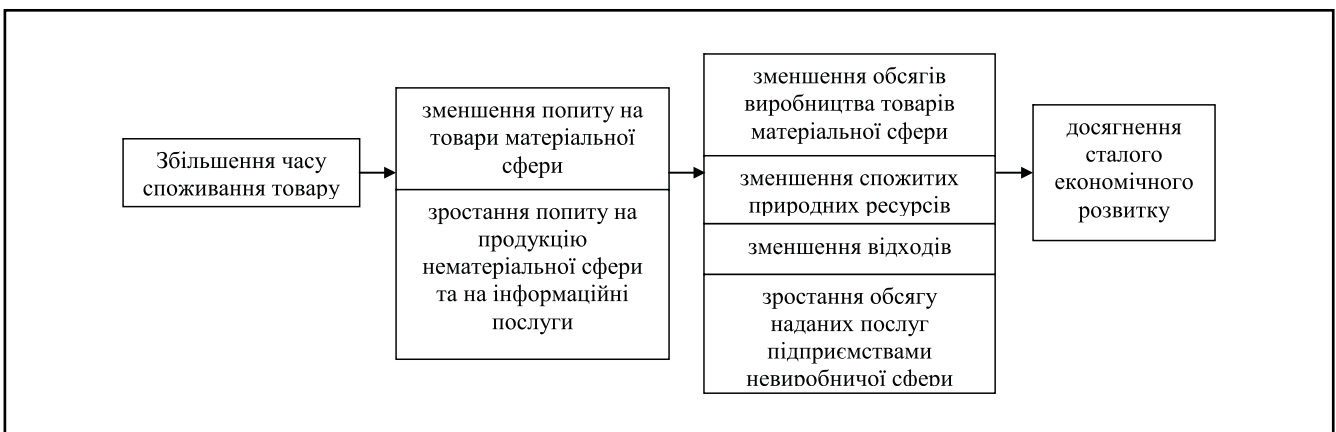 Збільшення часу
споживання товару
зменшення попиту на
товари матеріальної
сфери
зростання попиту на
продукцію
нематеріальної сфери
та на інформаційні
послуги
зменшення обсягів
виробництва товарів
матеріальної сфери
зменшення спожитих
природних ресурсів
зменшення відходів
зростання обсягу
наданих послуг
підприємствами
невиробничої сфери
досягнення
сталого
економічного
розвитку